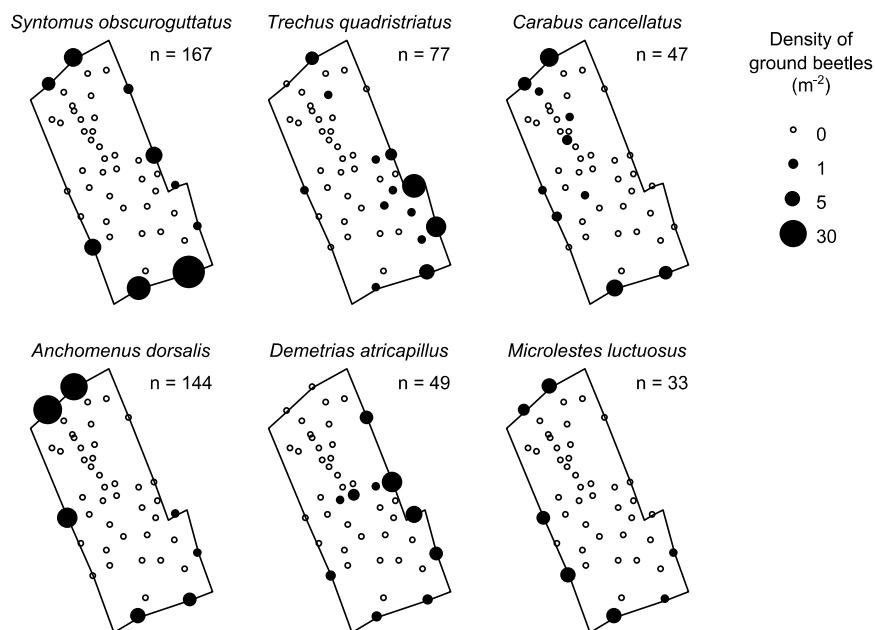 Syntomus obscuroguttatus
n = 167
Trechus quadristriatus
n = 77
Carabus cancellatus
n = 47
Density of
ground beetles
(m-2)
0
1
5
30
Anchomenus dorsalis
n = 144
Demetrias atricapillus
n = 49
Microlestes luctuosus
n = 33